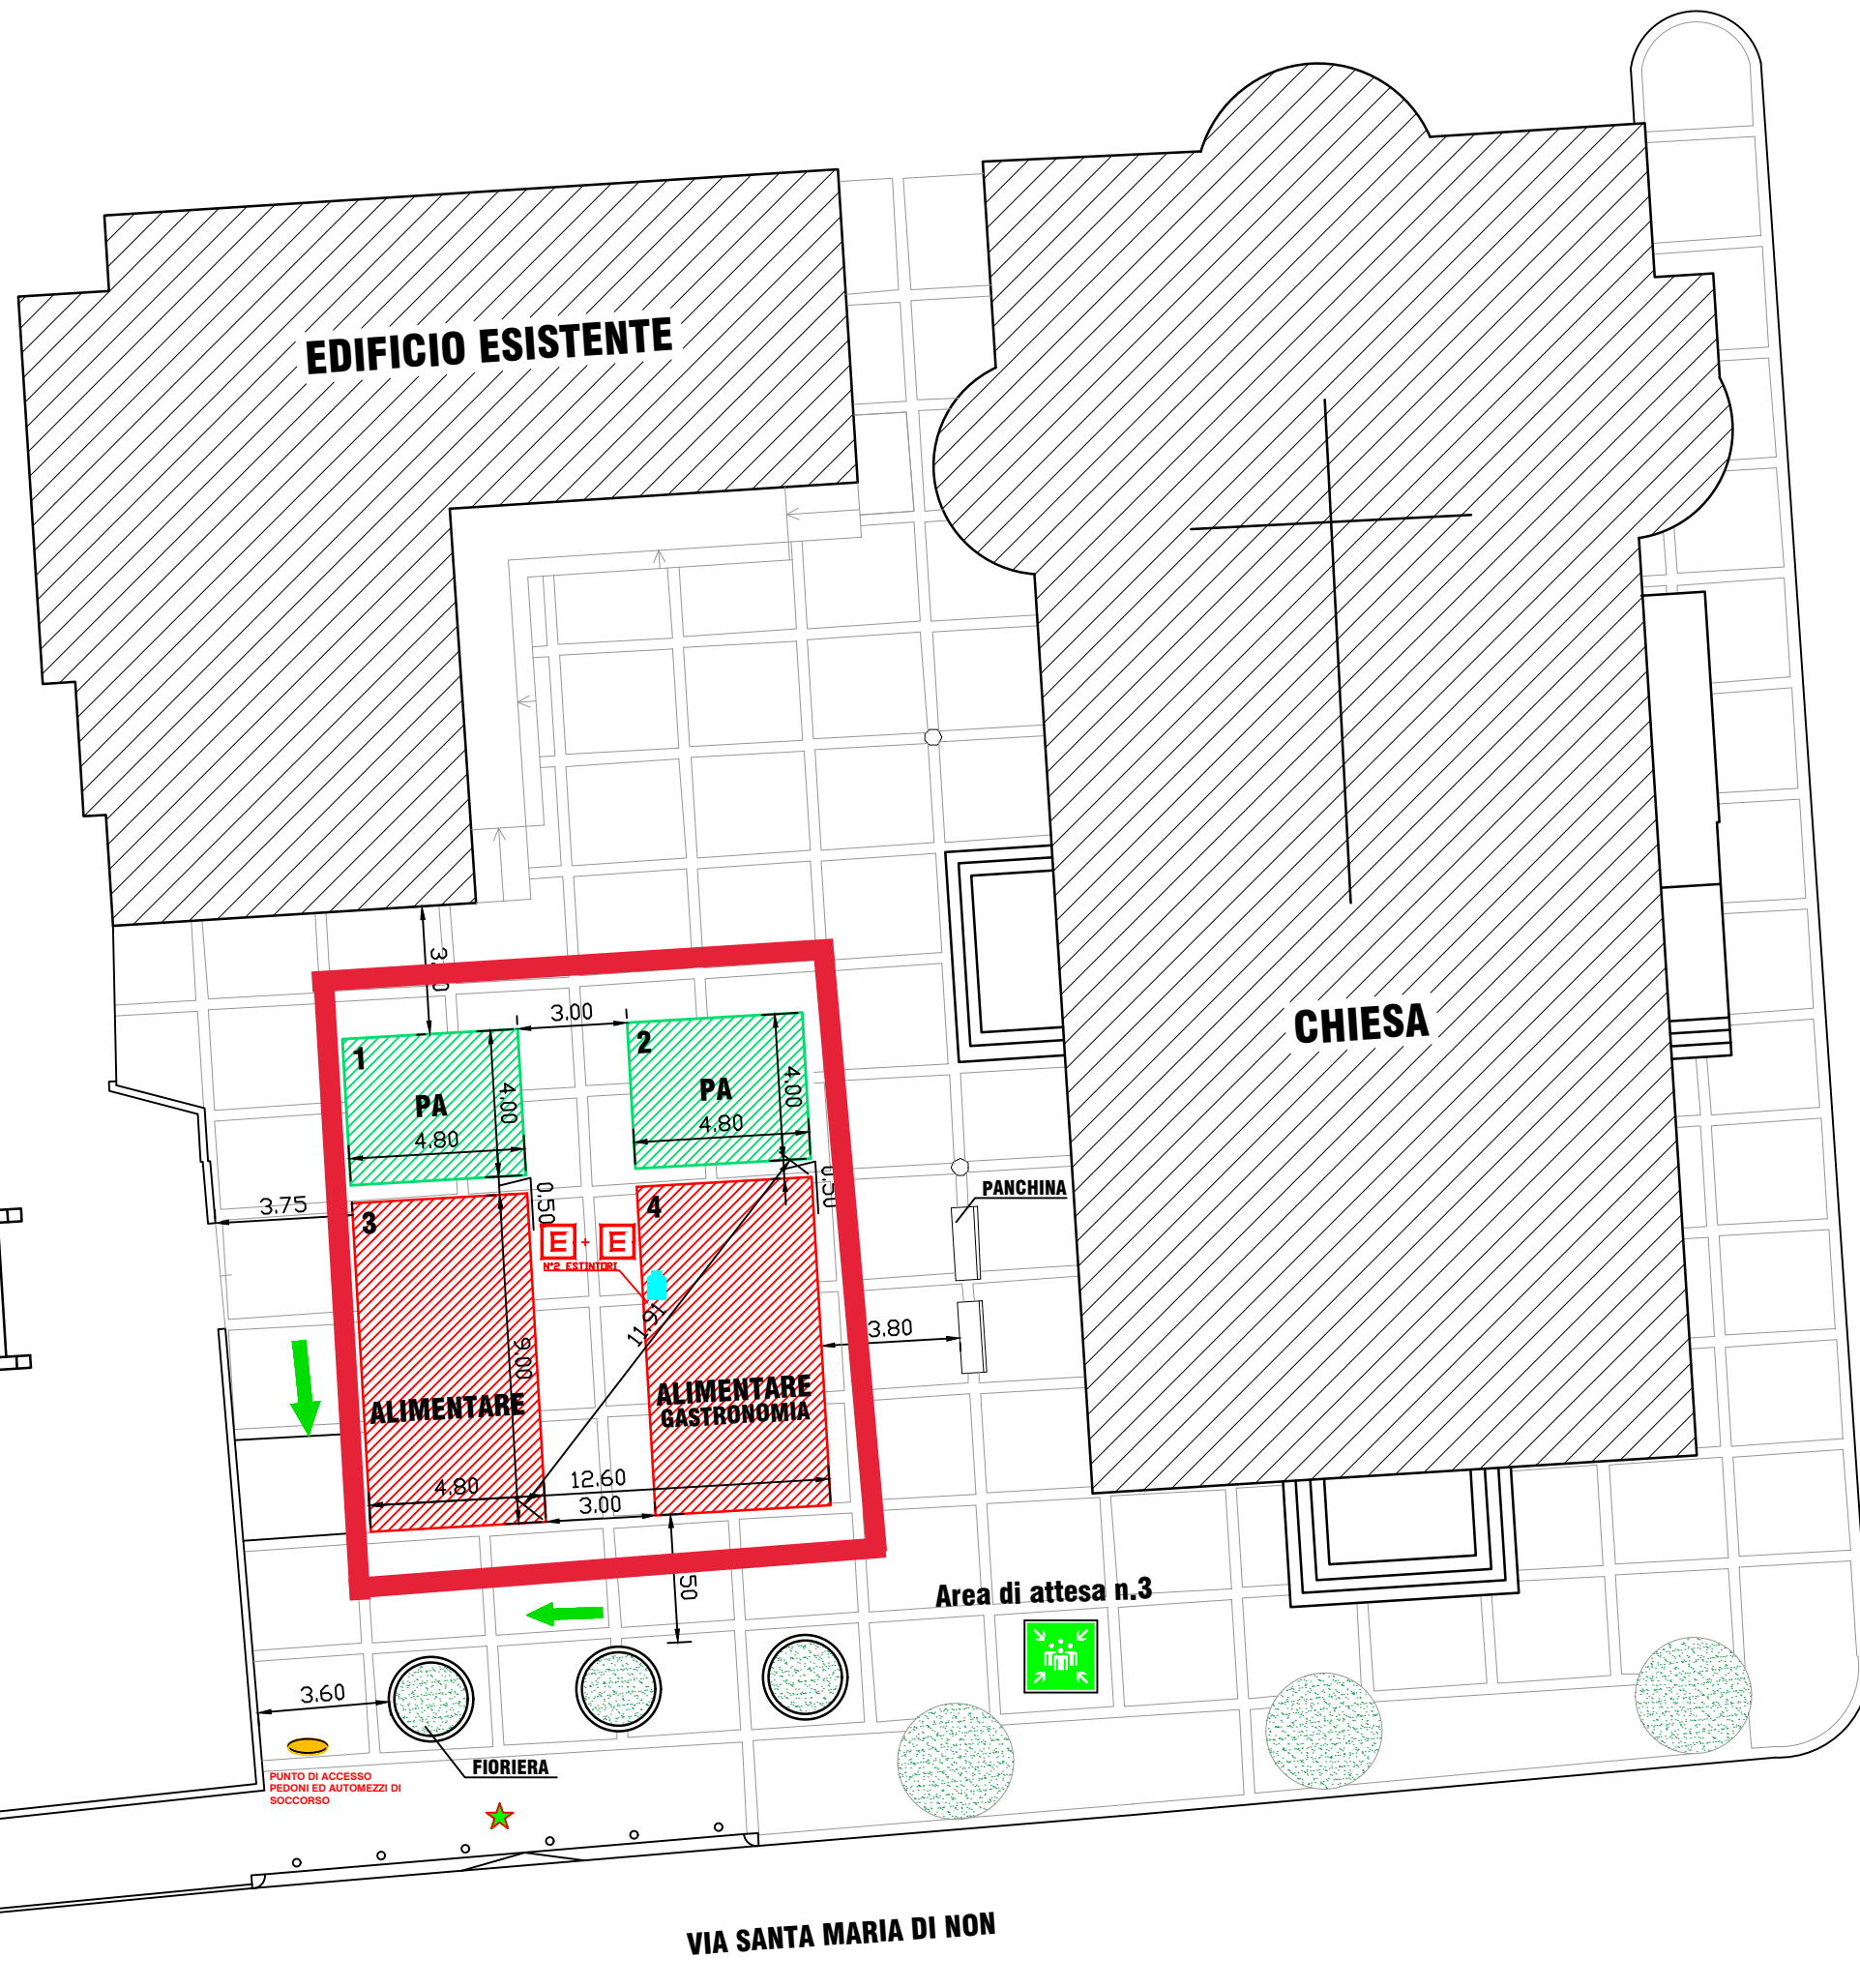 EDIFICIO ESISTENTE
CHIESA
3.00
1
PA
4.00
4.80
2
PA
4.00
4.80
0.50
0.50
3.75
3
ALIMENTARE
9.00
4.80
E + E
N°2 ESTINTORI
4
11.91
ALIMENTARE
GASTRONOMIA
12.60
3.00
3.80
PANCHINA
Area di attesa n.3
3.60
FIORIERA
PUNTO DI ACCESSO
PEDONI ED AUTOMEZZI DI
SOCCORSO
VIA SANTA MARIA DI NON